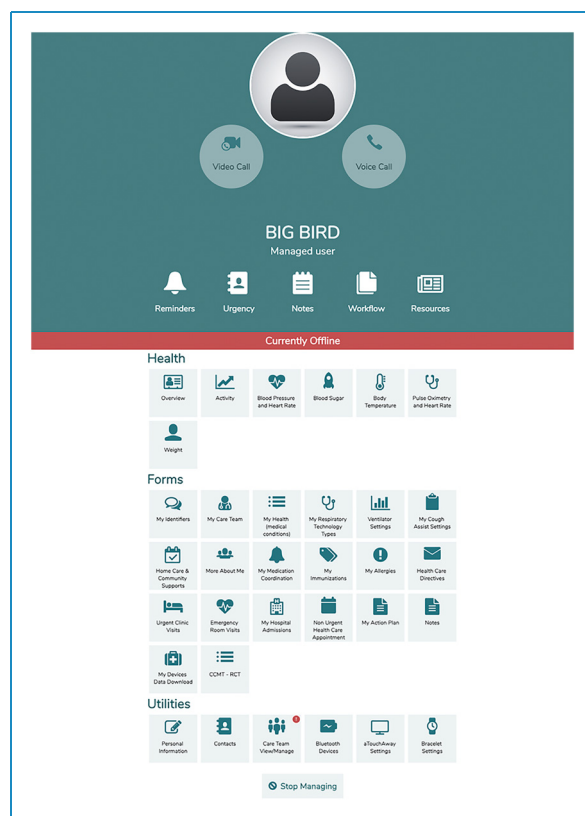 Video Call
Voice Call
BIG BIRD
Managed user
Reminders
Urgency
Notes
Workflow
Resources
Currently Offline
Health
Overview
Activity
Blood Pressure
and Heart Rate
Blood Sugar
Body
Temperature
Pulse Oximetry
and Heart Rate
Weight
Forms
My Identifiers
My Care Team
My Health
(medical
conditions)
My Respiratory
Technology
Types
Ventilator
Settings
My Cough
Assist Settings
Home Care &
Community
Supports
More About Me
My Medication
Coordination
My
Immunizations
My Allergies
Health Care
Directives
Urgent Clinic
Visits
Emergency
Room Visits
My Hospital
Admissions
Non Urgent
Health Care
Appointment
My Action Plan
Notes
My Devices
Data Download
CCMT - RCT
Utilities
Personal
Information
Contacts
Care Team
View/Manage
Bluetooth
Devices
aTouchAway
Settings
Bracelet
Settings
Stop Managing